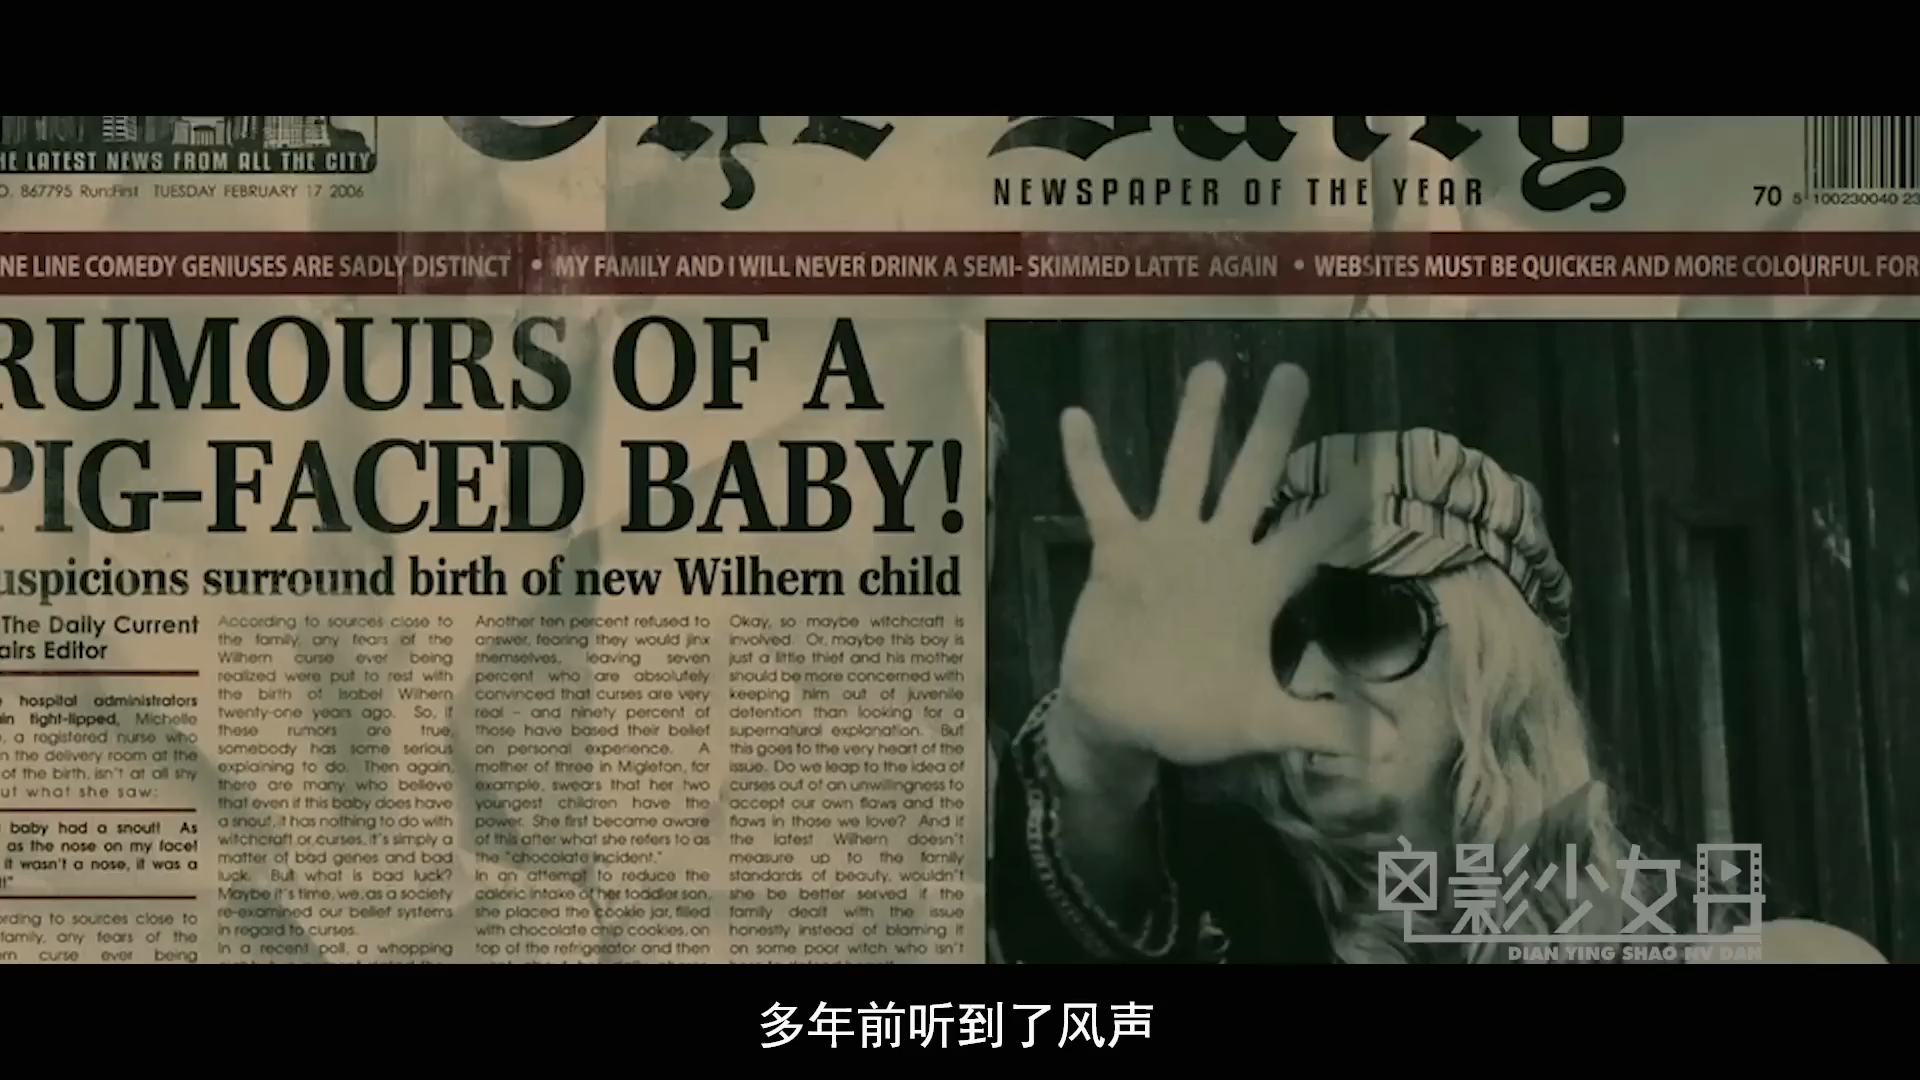 HE LATEST NEWS FROM ALL THE CITY
O. 867795 Run:First TUESDAY FEBRUARY 17 2006
The Daily
NEWSPAPER OF THE YEAR
70
5 100230040 23
NE LINE COMEDY GENIUSES ARE SADLY DISTINCT • MY FAMILY AND I WILL NEVER DRINK A SEMI- SKIMMED LATTE AGAIN • WEBSITES MUST BE QUICKER AND MORE COLOURFUL FOR
RUMOURS OF A
PIG-FACED BABY!
uspicions surround birth of new Wilhern child
The Daily Current
airs Editor
hospital administrators
in tight-lipped, Michelle
, a registered nurse who
n the delivery room at the
of the birth, isn't at all shy
ut what she saw:
baby had a snout! As
as the nose on my face!
it wasn't a nose, it was a
!"
ording to sources close to
family, any fears of the
rn curse ever being
According to sources close to
the family, any fears of the
Wilhern curse ever being
realized were put to rest with
the birth of Isabel Wilhern
twenty-one years ago. So, if
these rumors are true,
somebody has some serious
explaining to do. Then again,
there are many who believe
that even if this baby does have
a snout, it has nothing to do with
witchcraft or curses, it's simply a
matter of bad genes and bad
luck. But what is bad luck?
Maybe it's time, we, as a society
re-examined our belief systems
in regard to curses.
In a recent poll, a whopping
Another ten percent refused to
answer, fearing they would jinx
themselves, leaving seven
percent who are absolutely
convinced that curses are very
real – and ninety percent of
those have based their belief
on personal experience. A
mother of three in Migleton, for
example, swears that her two
youngest children have the
power. She first became aware
of this after what she refers to as
the "chocolate incident."
In an attempt to reduce the
caloric intake of her toddler son,
she placed the cookie jar, filled
with chocolate chip cookies, on
top of the refrigerator and then
Okay, so maybe witchcraft is
involved. Or, maybe this boy is
just a little thief and his mother
should be more concerned with
keeping him out of juvenile
detention than looking for a
supernatural explanation. But
this goes to the very heart of the
issue. Do we leap to the idea of
curses out of an unwillingness to
accept our own flaws and the
flaws in those we love? And if
the latest Wilhern doesn't
measure up to the family
standards of beauty, wouldn't
she be better served if the
family dealt with the issue
honestly instead of blaming it
on some poor witch who isn't
电影少女丹
DIAN YING SHAO NV DAN
多年前听到了风声